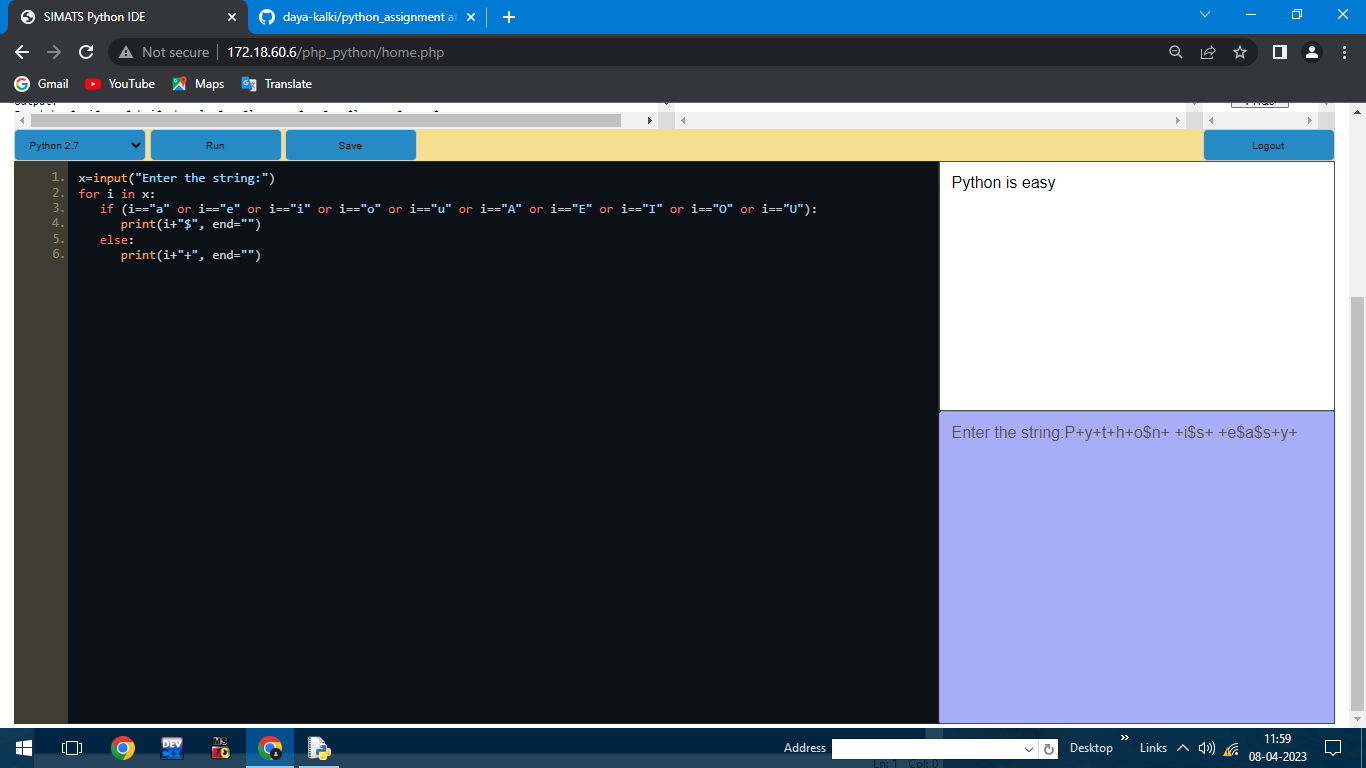 SIMATS Python IDE
daya-kalki/python_assignment at
Not secure 172.18.60.6/php_python/home.php
Gmail YouTube Maps Translate
Python 2.7 Run Save Logout
1. x=input("Enter the string:")
2. for i in x:
3. if (i=="a" or i=="e" or i=="i" or i=="o" or i=="u" or i=="A" or i=="E" or i=="I" or i=="O" or i=="U"):
4. print(i+"$", end="")
5. else:
6. print(i+"+", end="")
Python is easy
Enter the string:P+y+t+h+o$n+ +i$s+ +e$a$s+y+
DEV
Address Desktop Links
11:59
08-04-2023